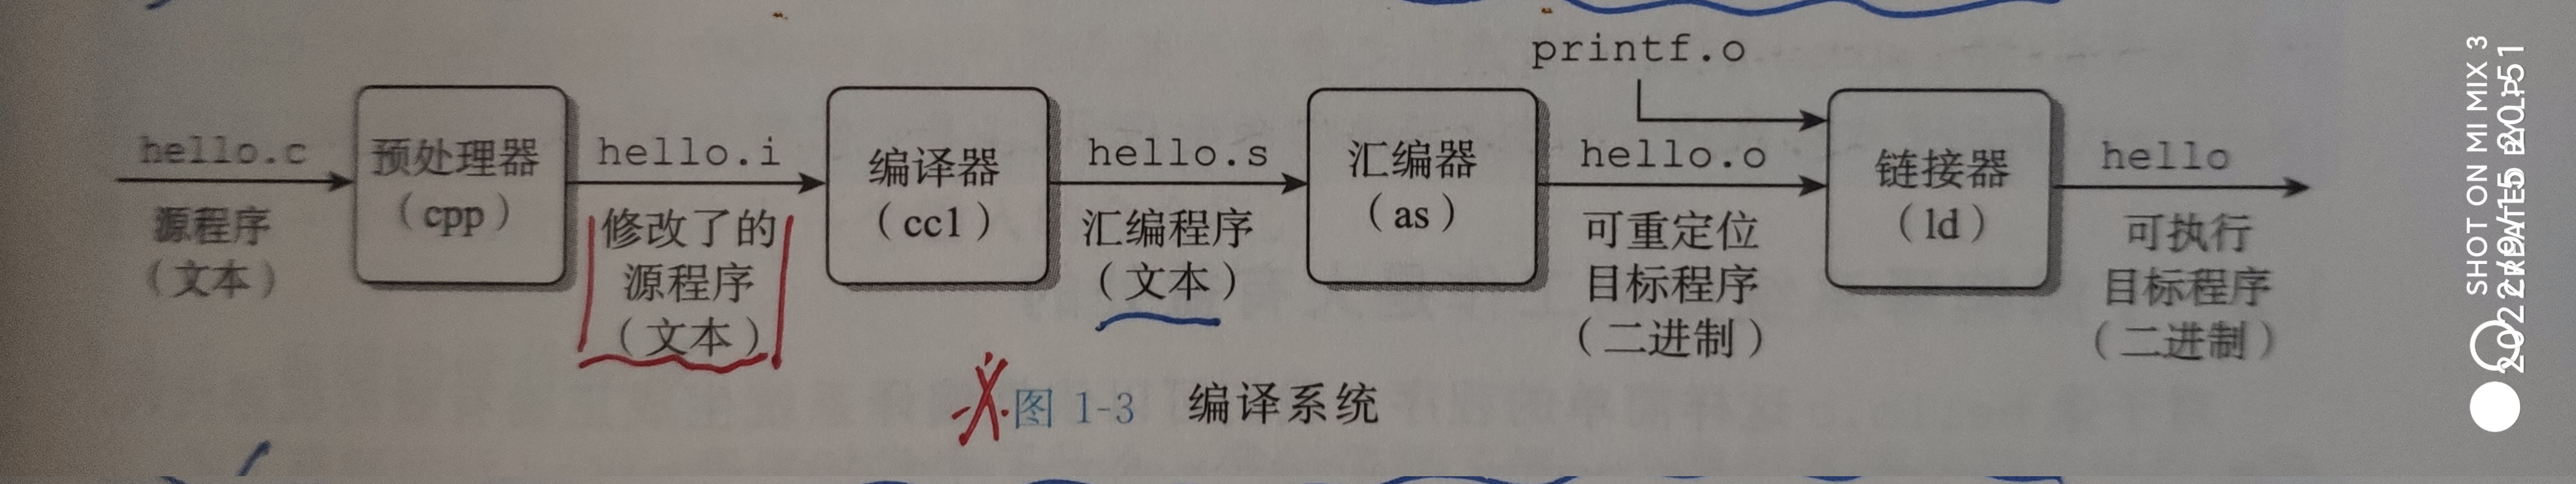 printf.o
hello.c
预处理器
（cpp）
hello.i
编译器
（cc1）
hello.s
汇编器
（as）
hello.o
链接器
（ld）
hello
源程序
（文本）
修改了的
源程序
（文本）
汇编程序
（文本）
可重定位
目标程序
（二进制）
可执行
目标程序
（二进制）
图 1-3 编译系统
SHOT ON MI MIX 3